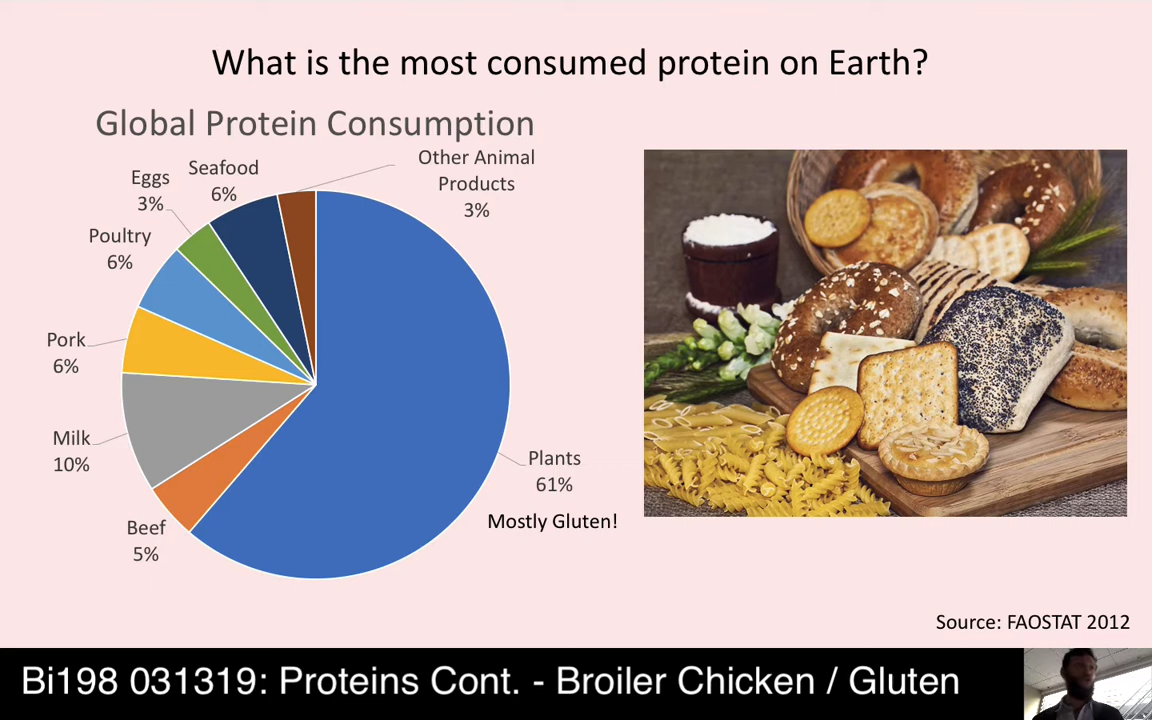 What is the most consumed protein on Earth?
Global Protein Consumption
Other Animal
Products
3%
Seafood
6%
Eggs
3%
Poultry
6%
Pork
6%
Milk
10%
Beef
5%
Plants
61%
Mostly Gluten!
Source: FAOSTAT 2012
Bi198 031319: Proteins Cont. - Broiler Chicken / Gluten